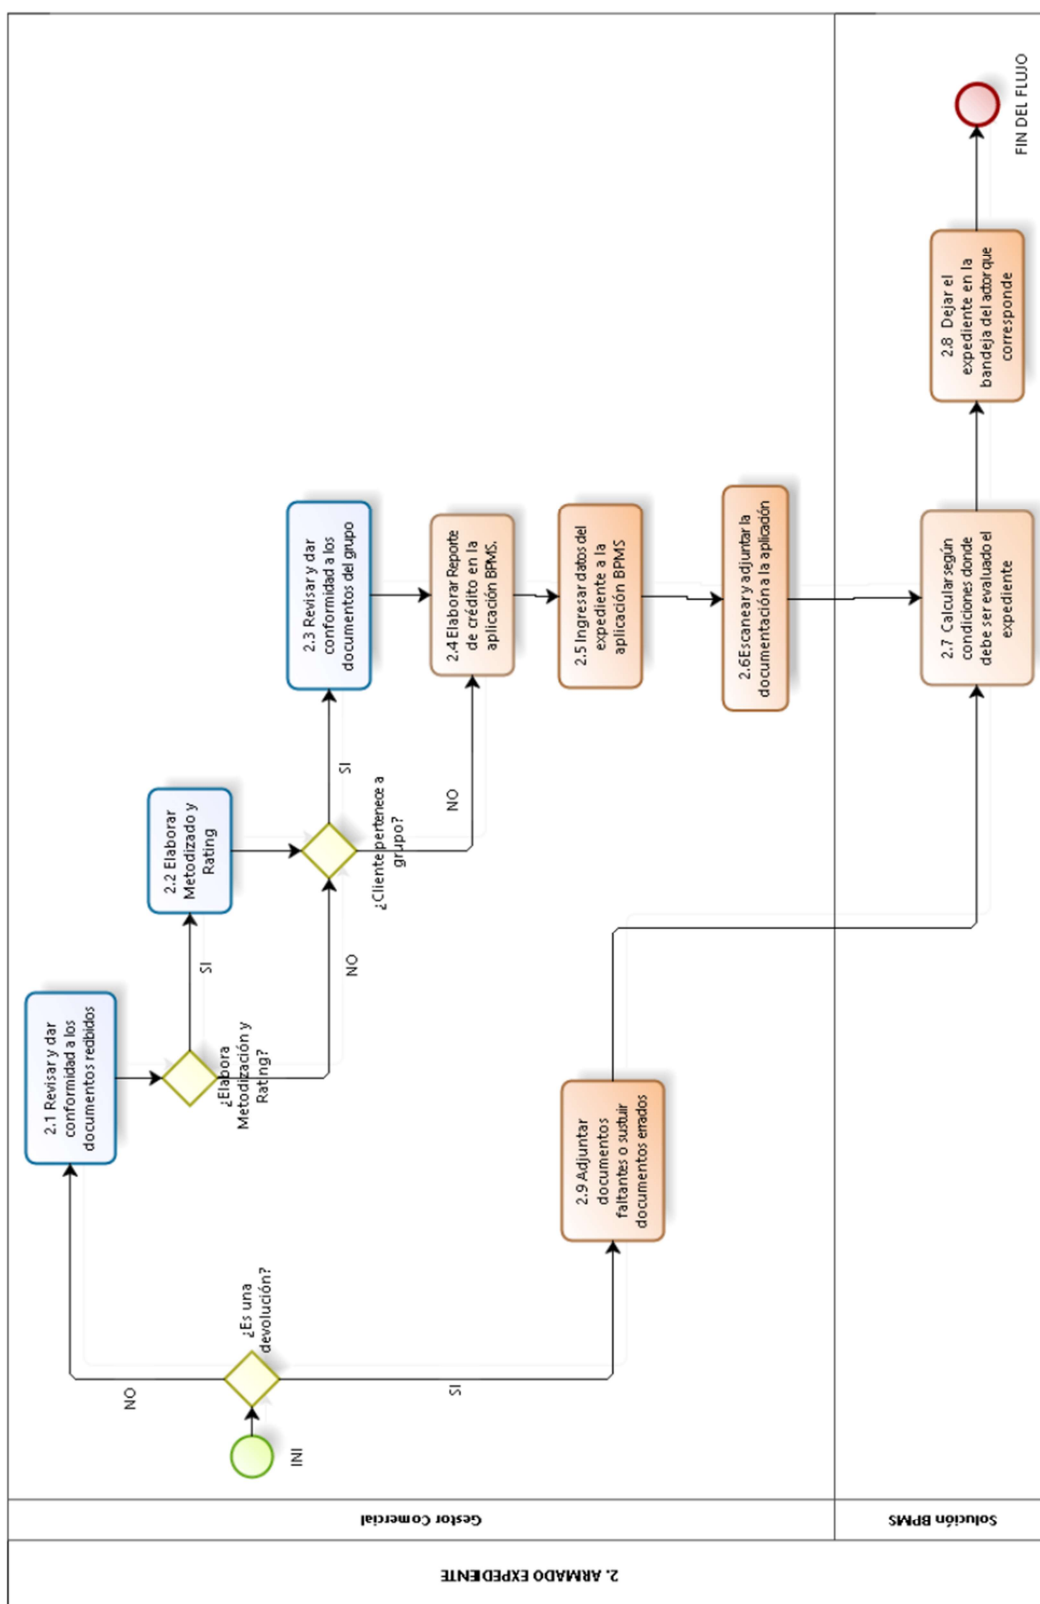 2. ARMADO EXPEDIENTE
Gestor Comercial
Solución BPMS
INI
¿Es una
devolución?
NO
SI
2.1 Revisar y dar
conformidad a los
documentos recibidos
¿Elabora
Metodización y
Rating?
SI
NO
2.2 Elaborar
Metodizado y
Rating
¿Cliente pertenece a
grupo?
SI
NO
2.3 Revisar y dar
conformidad a los
documentos del grupo
2.4 Elaborar Reporte
de crédito en la
aplicación BPMS.
2.5 Ingresar datos del
expediente a la
aplicación BPMS
2.6Escanear y adjuntar la
documentación a la aplicación
2.9 Adjuntar
documentos
faltantes o sustuir
documentos errados
2.7 Calcular según
condiciones donde
debe ser evaluado el
expediente
2.8 Dejar el
expediente en la
bandeja del actor que
corresponde
FIN DEL FLUJO